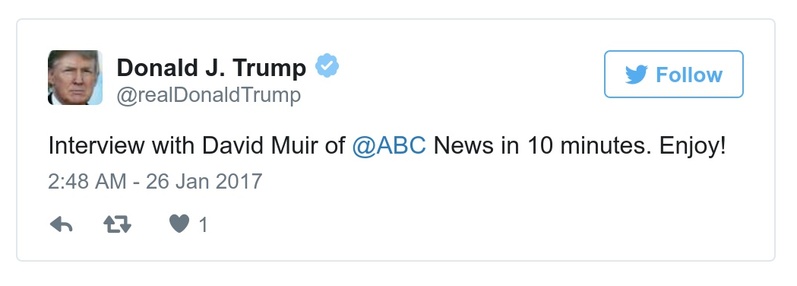 Donald J. Trump
@realDonaldTrump
Follow
Interview with David Muir of @ABC News in 10 minutes. Enjoy!
2:48 AM - 26 Jan 2017
1